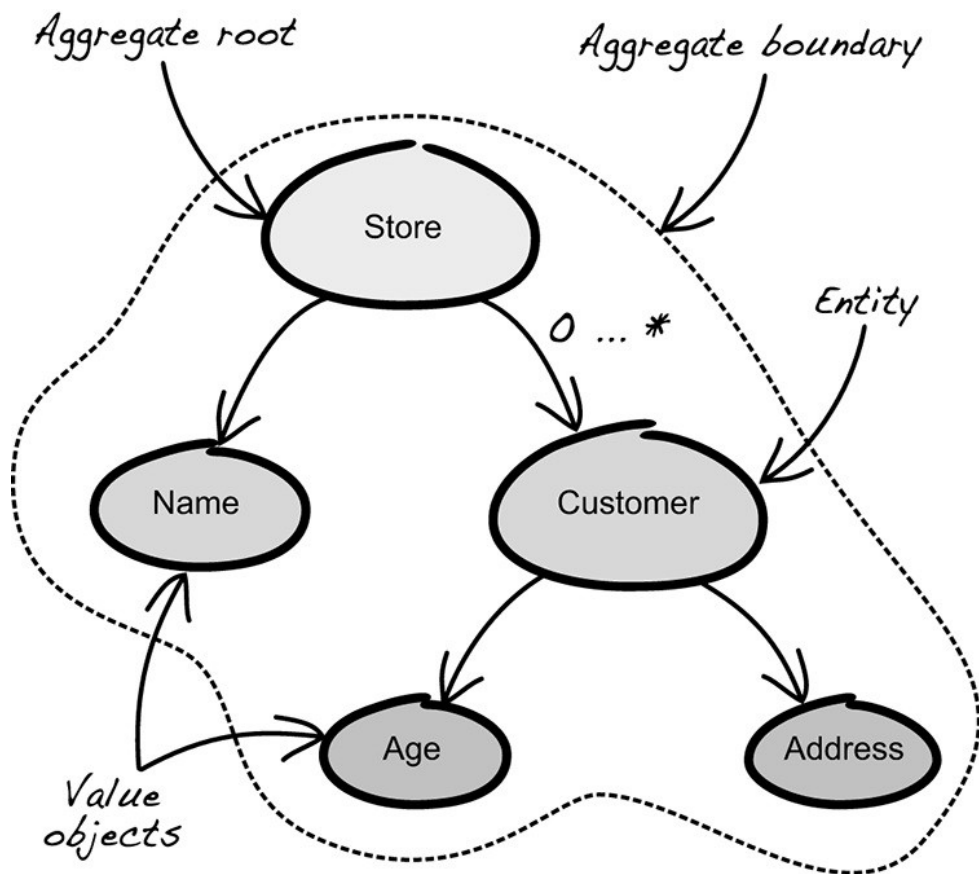 Aggregate root
Aggregate boundary
Store
0 ... *
Entity
Name
Customer
Age
Address
Value
objects